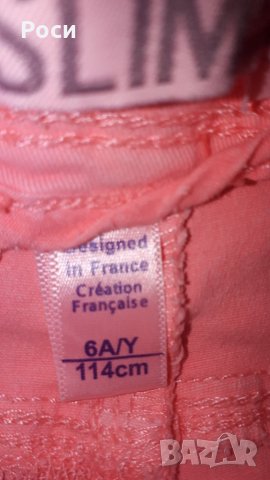 Роси
SLIM
Designed
in France
Création
Française
6A/Y
114cm
BAZAR